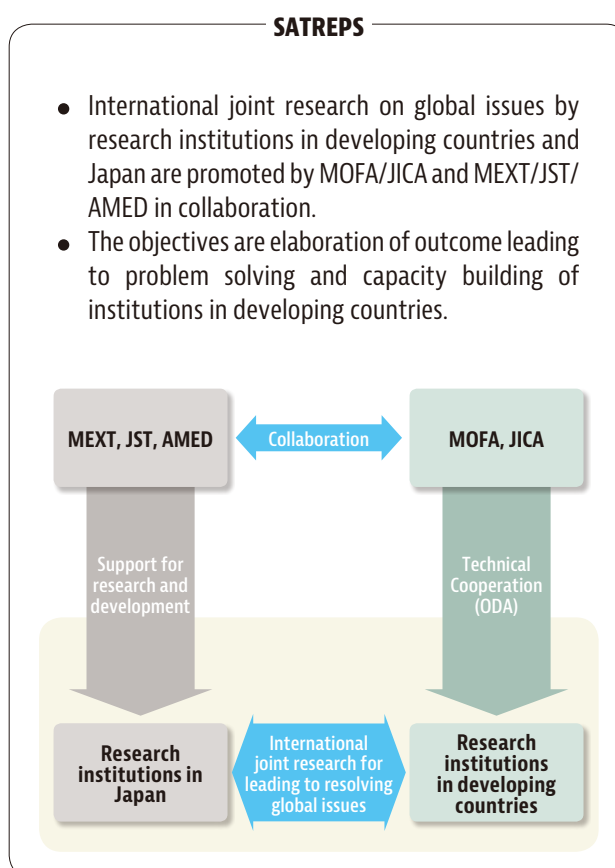 SATREPS
● International joint research on global issues by
research institutions in developing countries and
Japan are promoted by MOFA/JICA and MEXT/JST/
AMED in collaboration.
● The objectives are elaboration of outcome leading
to problem solving and capacity building of
institutions in developing countries.
MEXT, JST, AMED
Collaboration
MOFA, JICA
Support for
research and
development
Technical
Cooperation
(ODA)
Research
institutions in
Japan
International
joint research for
leading to resolving
global issues
Research
institutions
in developing
countries